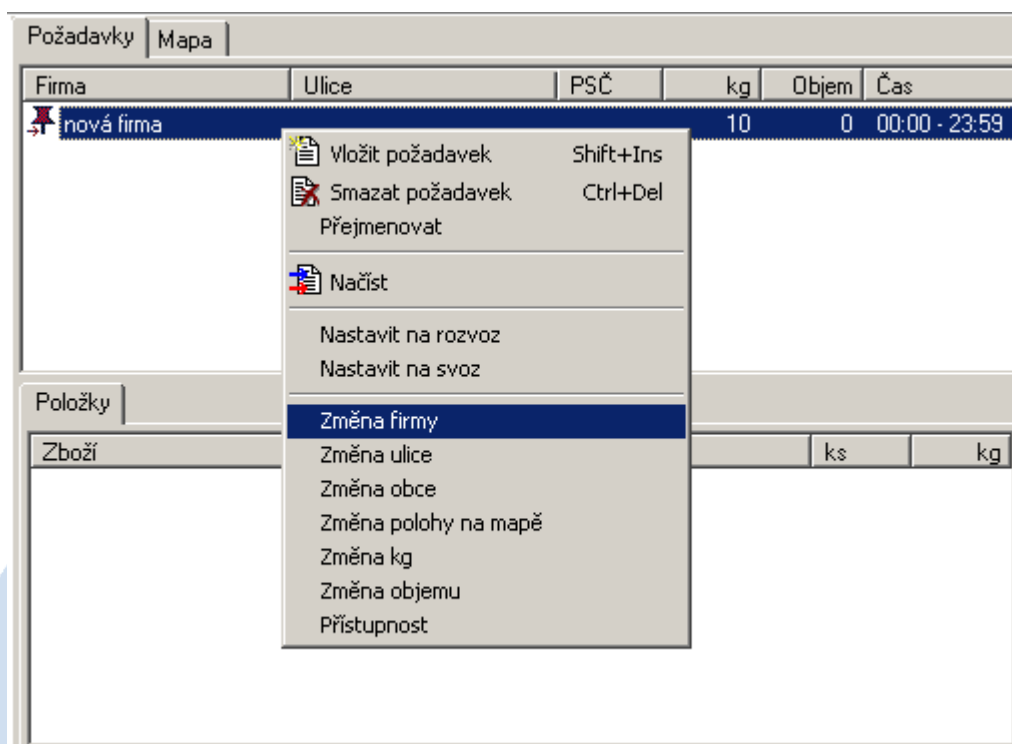 Požadavky Mapa
Firma Ulice PSČ kg Objem Čas
nová firma 10 0 00:00 - 23:59
Vložit požadavek Shift+Ins
Smazat požadavek Ctrl+Del
Přejmenovat
Načíst
Nastavit na rozvoz
Nastavit na svoz
Položky
Změna firmy
Zboží ks kg
Změna ulice
Změna obce
Změna polohy na mapě
Změna kg
Změna objemu
Přístupnost